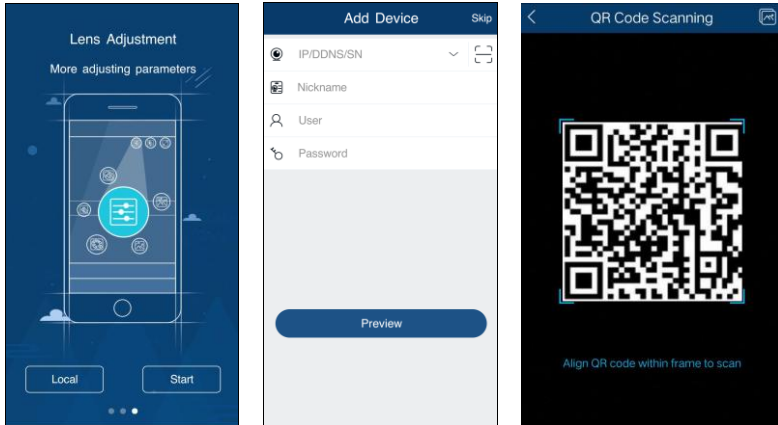 Lens Adjustment
More adjusting parameters
Local
Start
Add Device
Skip
IP/DDNS/SN
Nickname
User
Password
Preview
QR Code Scanning
Align QR code within frame to scan